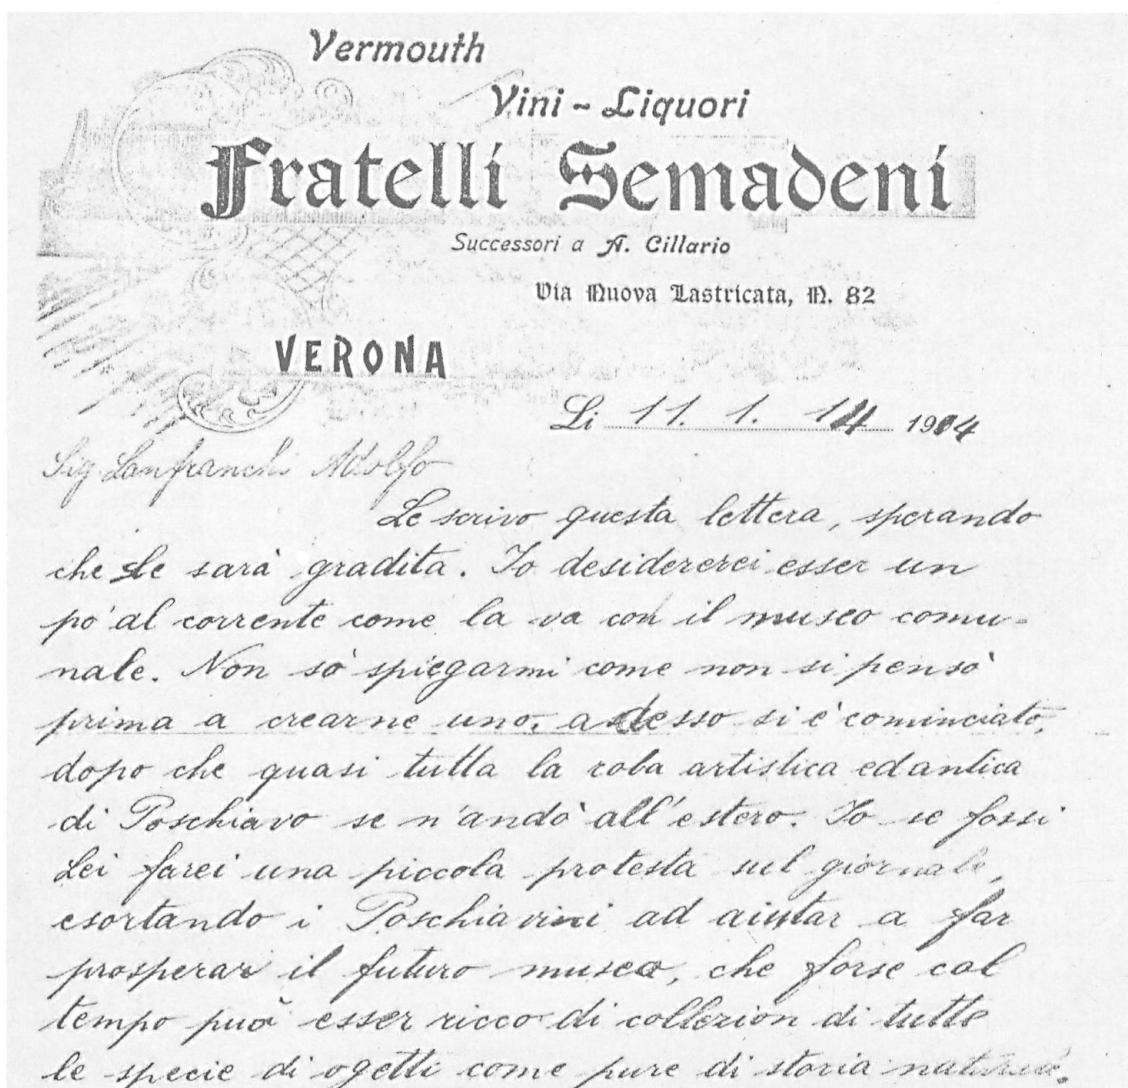 Vermouth
Vini - Liquori
Fratelli Semadeni
Successori a A. Cillario
Via Nuova Lastricata, N. 82
VERONA
Li 11. 1. 14 1914
Sig Lanfranchi Adolfo
Le scrivo questa lettera, sperando
che Le sarà gradita. Io desidererei esser un
pò al corrente come la va con il museo comu-
nale. Non sò spiegarmi come non si pensò
prima a crearne uno, adesso si è cominciato,
dopo che quasi tutta la roba artistica ed antica
di Poschiavo se n'andò all'estero. Io se fossi
Lei farei una piccola protesta sul giornale,
esortando i Poschiavini ad aiutar a far
prosperar il futuro museo, che forse col
tempo può esser ricco di collezion di tutte
le specie di ogetti come pure di storia naturale.